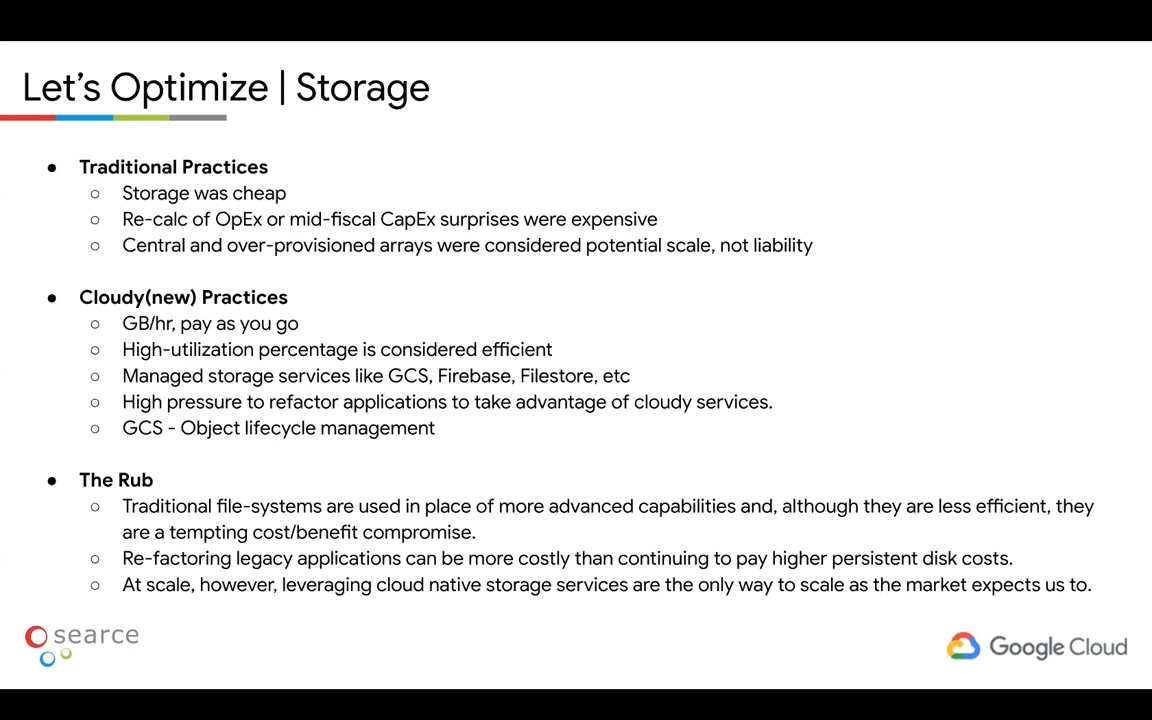 Let's Optimize | Storage
● Traditional Practices
○ Storage was cheap
○ Re-calc of OpEx or mid-fiscal CapEx surprises were expensive
○ Central and over-provisioned arrays were considered potential scale, not liability
● Cloudy(new) Practices
○ GB/hr, pay as you go
○ High-utilization percentage is considered efficient
○ Managed storage services like GCS, Firebase, Filestore, etc
○ High pressure to refactor applications to take advantage of cloudy services.
○ GCS - Object lifecycle management
● The Rub
○ Traditional file-systems are used in place of more advanced capabilities and, although they are less efficient, they
are a tempting cost/benefit compromise.
○ Re-factoring legacy applications can be more costly than continuing to pay higher persistent disk costs.
○ At scale, however, leveraging cloud native storage services are the only way to scale as the market expects us to.
searce
Google Cloud